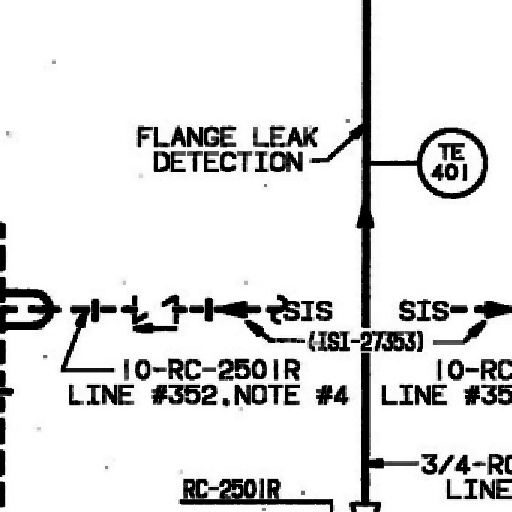 FLANGE LEAK
DETECTION
TE
401
SIS
SIS
(ISI-27353)
10-RC-2501R
LINE #352.NOTE #4
10-RC
LINE #35
3/4-RC
LINE
RC-2501R